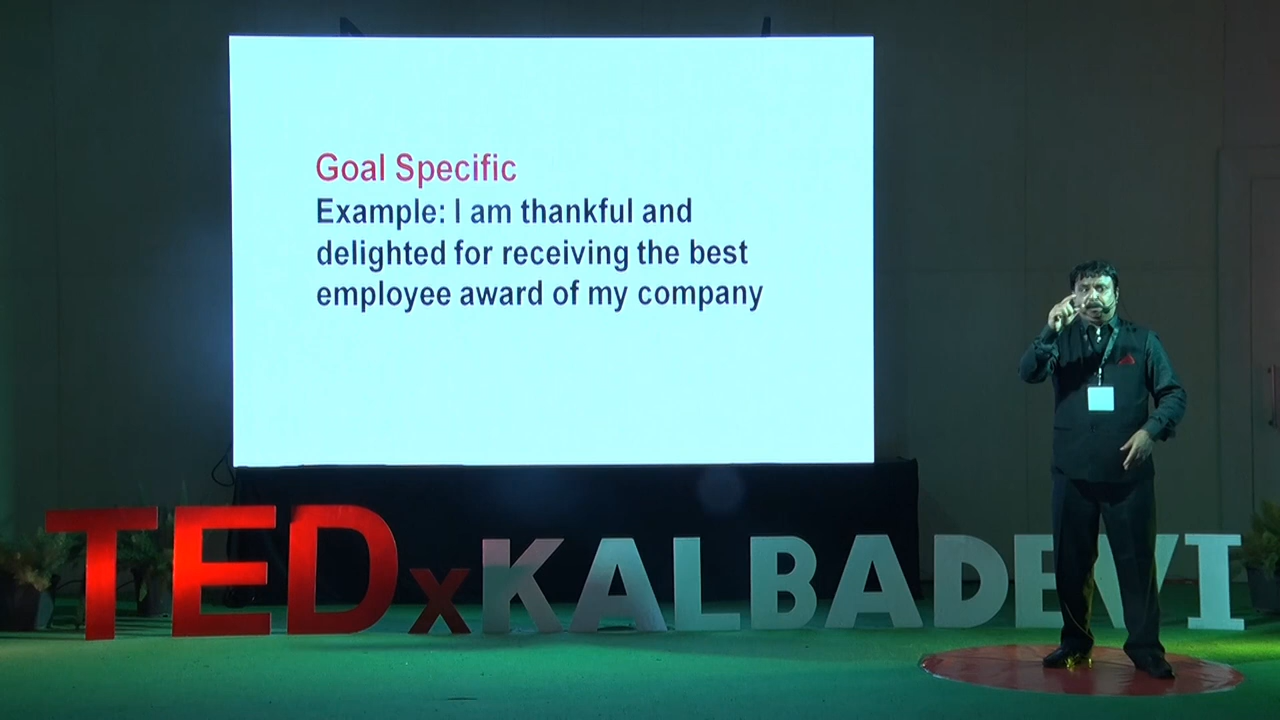 Goal Specific
Example: I am thankful and
delighted for receiving the best
employee award of my company
TEDxKALBADEVI